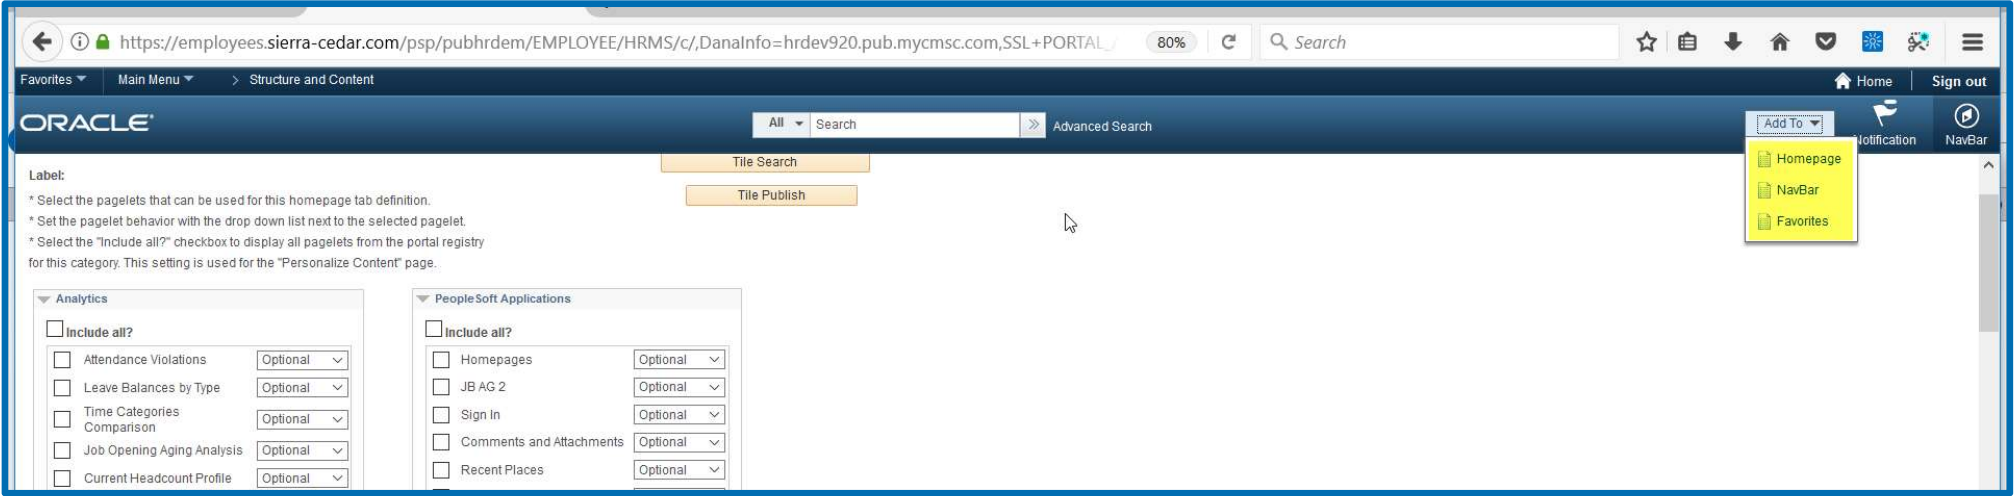 https://employees.sierra-cedar.com/psp/pubhrdem/EMPLOYEE/HRMS/c/,DanaInfo=hrdev920.pub.mycmsc.com,SSL+PORTAL_ 80% Search
Favorites Main Menu > Structure and Content Home Sign out
ORACLE All Search Advanced Search Add To Notification NavBar
Homepage
NavBar
Favorites
Tile Search
Tile Publish
Label:
* Select the pagelets that can be used for this homepage tab definition.
* Set the pagelet behavior with the drop down list next to the selected pagelet.
* Select the "Include all?" checkbox to display all pagelets from the portal registry
for this category. This setting is used for the "Personalize Content" page.
Analytics
Include all?
Attendance Violations Optional
Leave Balances by Type Optional
Time Categories
Comparison Optional
Job Opening Aging Analysis Optional
Current Headcount Profile Optional
PeopleSoft Applications
Include all?
Homepages Optional
JB AG 2 Optional
Sign In Optional
Comments and Attachments Optional
Recent Places Optional